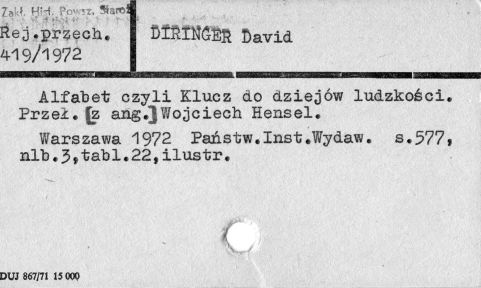 Zakł. Hist. Powsz. Staroż
Rej.przech.
419/1972
DIRINGER David
Alfabet czyli Klucz do dziejów ludzkości.
Przeł. [z ang.] Wojciech Hensel.
Warszawa 1972 Państw.Inst.Wydaw. s.577,
nlb.3,tabl.22,ilustr.
DUJ 867/71 15 000